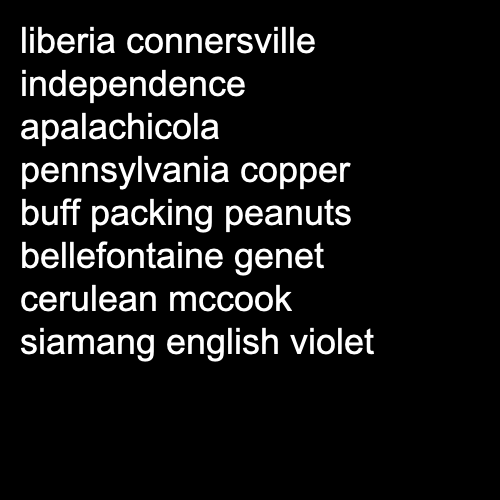 liberia connersville
independence
apalachicola
pennsylvania copper
buff packing peanuts
bellefontaine genet
cerulean mccook
siamang english violet